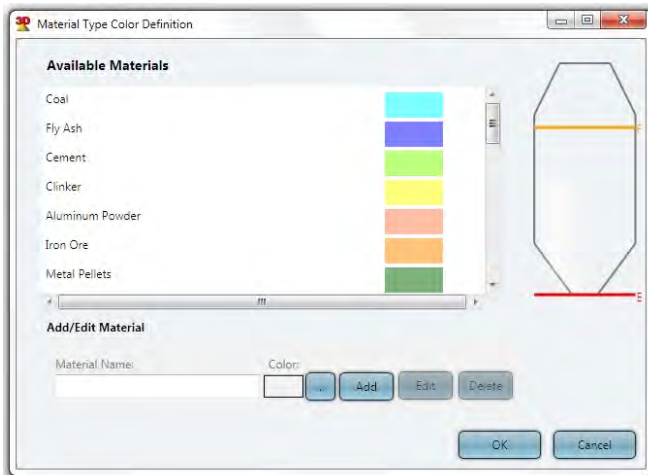 3D
Material Type Color Definition
Available Materials
Coal
Fly Ash
Cement
Clinker
Aluminum Powder
Iron Ore
Metal Pellets
Add/Edit Material
Material Name:
Color:
...
Add
Edit
Delete
OK
Cancel
F
E